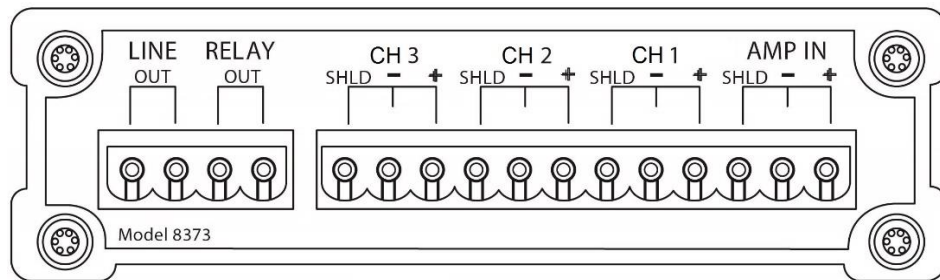 LINE RELAY CH 3 CH 2 CH 1 AMP IN
OUT OUT SHLD - + SHLD - + SHLD - + SHLD - +
Model 8373